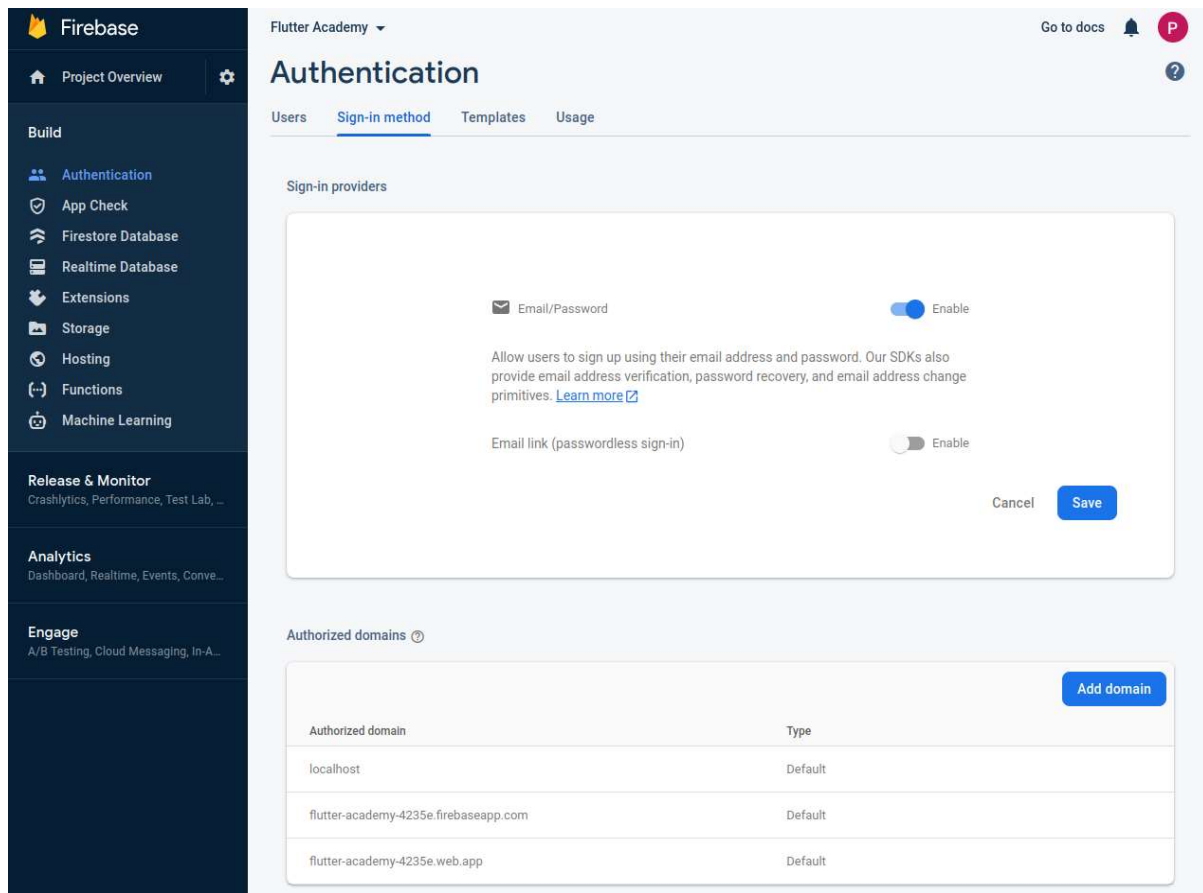 Firebase
Project Overview
Build
Authentication
App Check
Firestore Database
Realtime Database
Extensions
Storage
Hosting
Functions
Machine Learning
Release & Monitor
Crashlytics, Performance, Test Lab, ...
Analytics
Dashboard, Realtime, Events, Conve...
Engage
A/B Testing, Cloud Messaging, In-A...
Flutter Academy
Go to docs
P
Authentication
Users Sign-in method Templates Usage
Sign-in providers
Email/Password Enable
Allow users to sign up using their email address and password. Our SDKs also
provide email address verification, password recovery, and email address change
primitives. Learn more
Email link (passwordless sign-in) Enable
Cancel Save
Authorized domains
Add domain
Authorized domain Type
localhost Default
flutter-academy-4235e.firebaseapp.com Default
flutter-academy-4235e.web.app Default